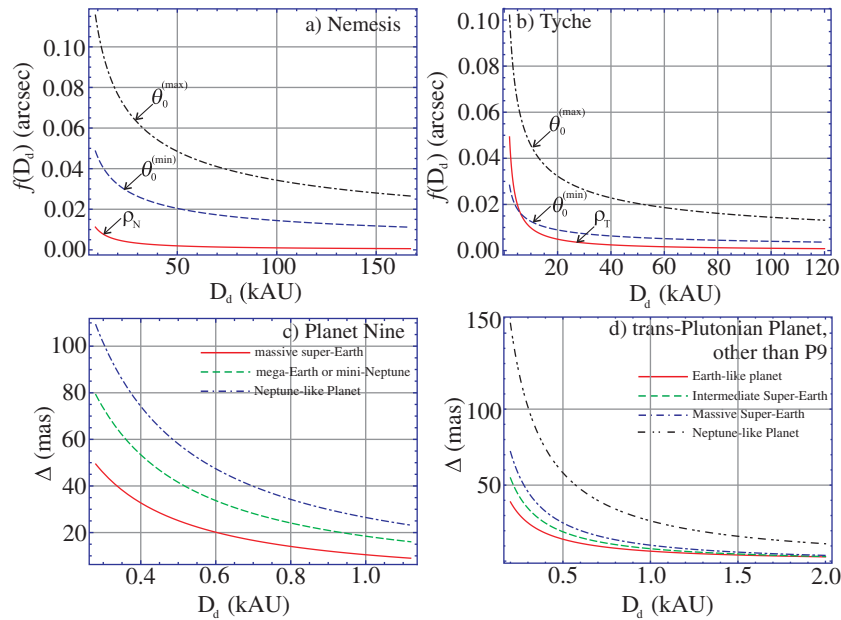 a) Nemesis
f(D_d) (arcsec)
0.10
0.08
0.06
0.04
0.02
0.00
θ_0^(max)
θ_0^(min)
ρ_N
50
100
150
D_d (kAU)
b) Tyche
f(D_d) (arcsec)
0.10
0.08
0.06
0.04
0.02
0.00
θ_0^(max)
θ_0^(min)
ρ_T
0
20
40
60
80
100
120
D_d (kAU)
c) Planet Nine
massive super-Earth
mega-Earth or mini-Neptune
Neptune-like Planet
Δ (mas)
100
80
60
40
20
0.4
0.6
0.8
1.0
D_d (kAU)
d) trans-Plutonian Planet,
other than P9
Earth-like planet
Intermediate Super-Earth
Massive Super-Earth
Neptune-like Planet
Δ (mas)
150
100
50
0.5
1.0
1.5
2.0
D_d (kAU)